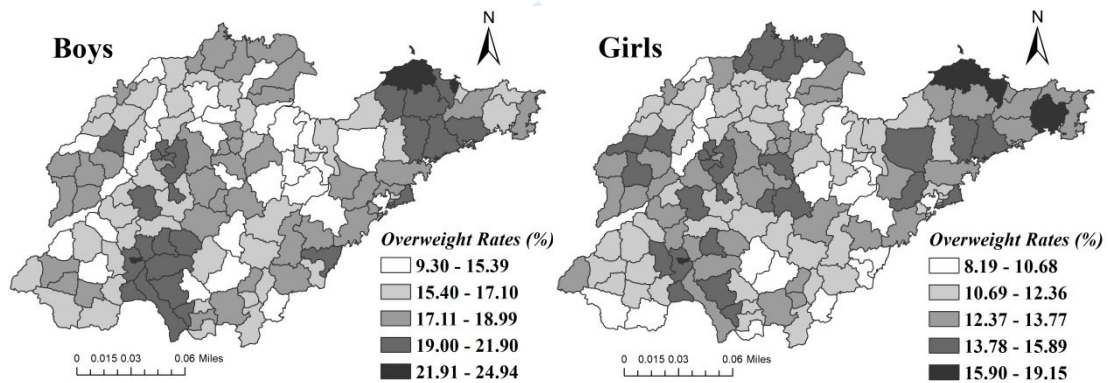 Boys
N
Overweight Rates (%)
9.30 - 15.39
15.40 - 17.10
17.11 - 18.99
19.00 - 21.90
21.91 - 24.94
0 0.015 0.03 0.06 Miles
Girls
N
Overweight Rates (%)
8.19 - 10.68
10.69 - 12.36
12.37 - 13.77
13.78 - 15.89
15.90 - 19.15
0 0.015 0.03 0.06 Miles